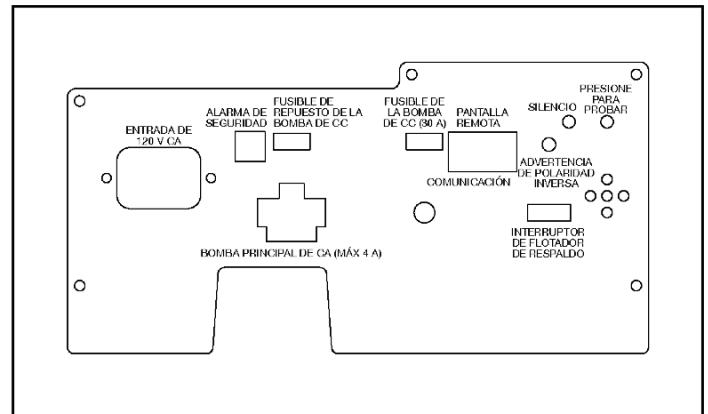 PRESIONE
PARA
PROBAR
SILENCIO
FUSIBLE DE
REPUESTO DE LA
BOMBA DE CC
ALARMA DE
SEGURIDAD
FUSIBLE DE
LA BOMBA
DE CC (30 A)
PANTALLA
REMOTA
ENTRADA DE
120 V CA
ADVERTENCIA
DE POLARIDAD
INVERSA
COMUNICACIÓN
INTERRUPTOR
DE FLOTADOR
DE RESPALDO
BOMBA PRINCIPAL DE CA (MÁX 4 A)